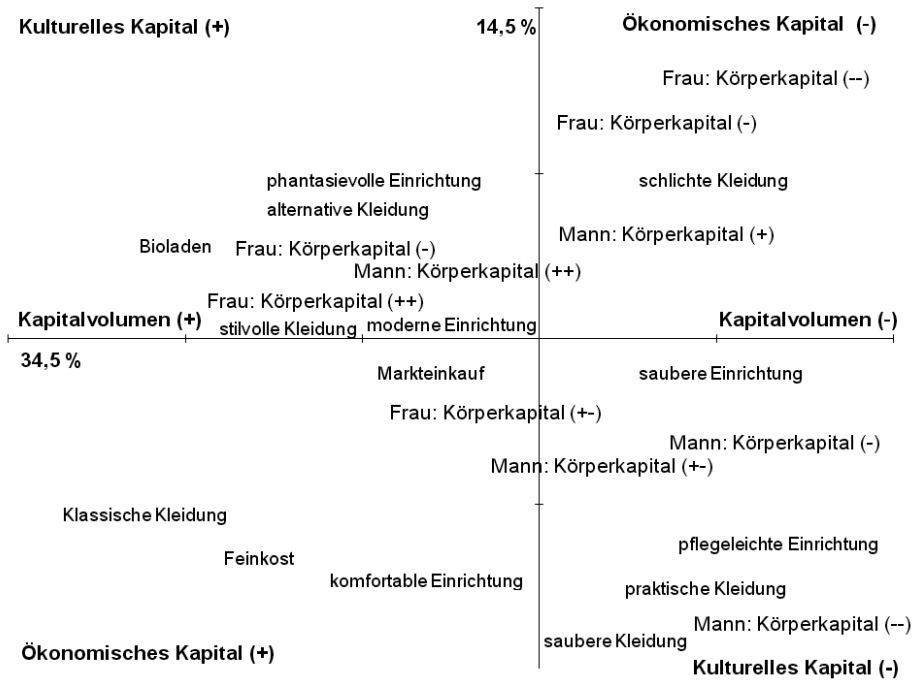 Kulturelles Kapital (+)
14,5 %
Ökonomisches Kapital (-)
Frau: Körperkapital (--)
Frau: Körperkapital (-)
phantasievolle Einrichtung
schlichte Kleidung
alternative Kleidung
Mann: Körperkapital (+)
Bioladen
Frau: Körperkapital (-)
Mann: Körperkapital (++)
Frau: Körperkapital (++)
Kapitalvolumen (+)
stilvolle Kleidung
moderne Einrichtung
Kapitalvolumen (-)
34,5 %
Markteinkauf
saubere Einrichtung
Frau: Körperkapital (+-)
Mann: Körperkapital (-)
Mann: Körperkapital (+-)
Klassische Kleidung
pflegeleichte Einrichtung
Feinkost
komfortable Einrichtung
praktische Kleidung
Mann: Körperkapital (--)
saubere Kleidung
Ökonomisches Kapital (+)
Kulturelles Kapital (-)